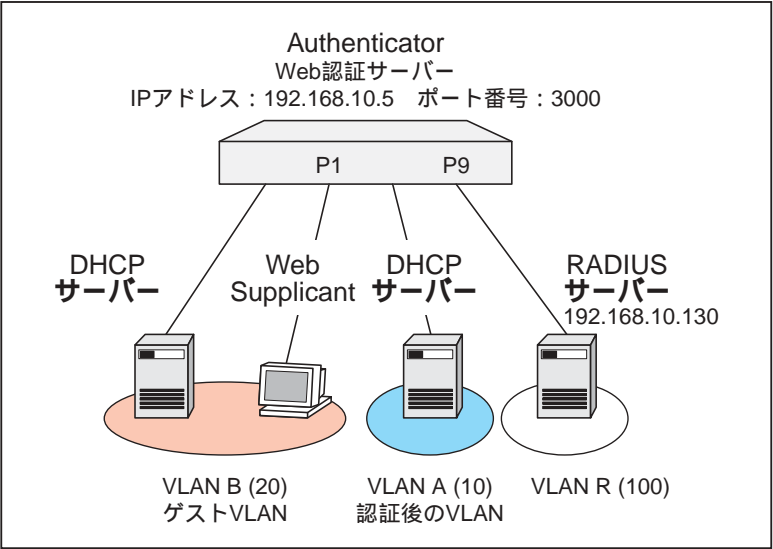 Authenticator
Web認証サーバー
IPアドレス：192.168.10.5　ポート番号：3000
P1
P9
DHCP
サーバー
Web
Supplicant
DHCP
サーバー
RADIUS
サーバー
192.168.10.130
VLAN B (20)
ゲストVLAN
VLAN A (10)
認証後のVLAN
VLAN R (100)